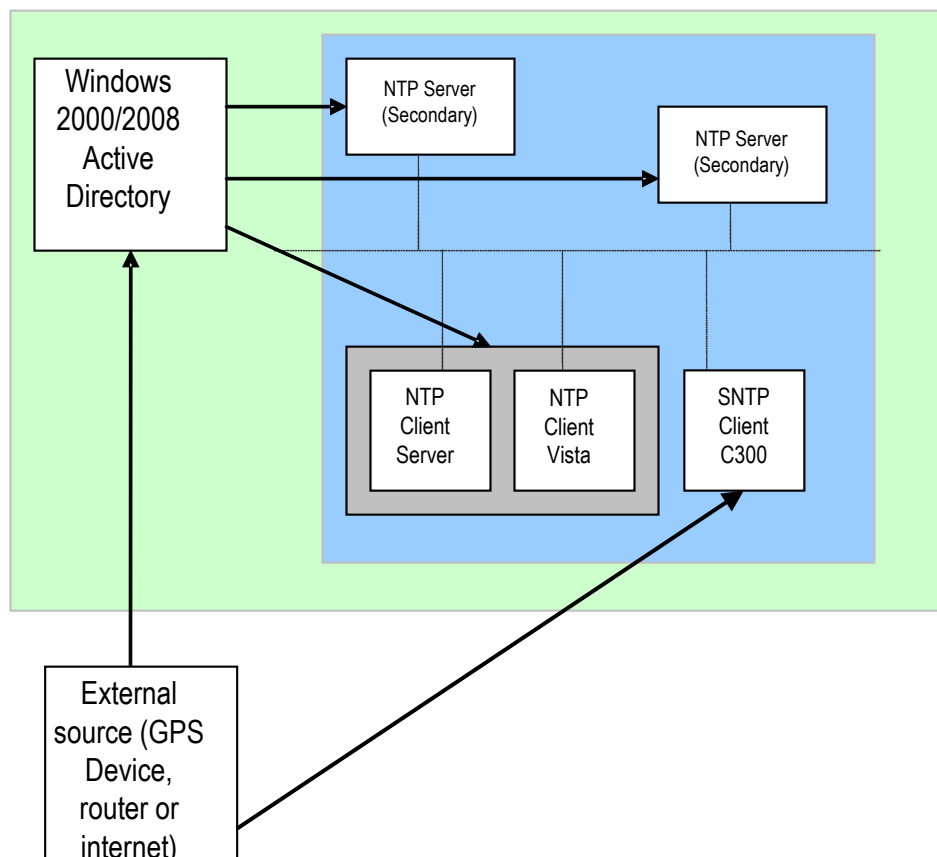 Windows
2000/2008
Active
Directory
NTP Server
(Secondary)
NTP Server
(Secondary)
NTP
Client
Server
NTP
Client
Vista
SNTP
Client
C300
External
source (GPS
Device,
router or
internet)